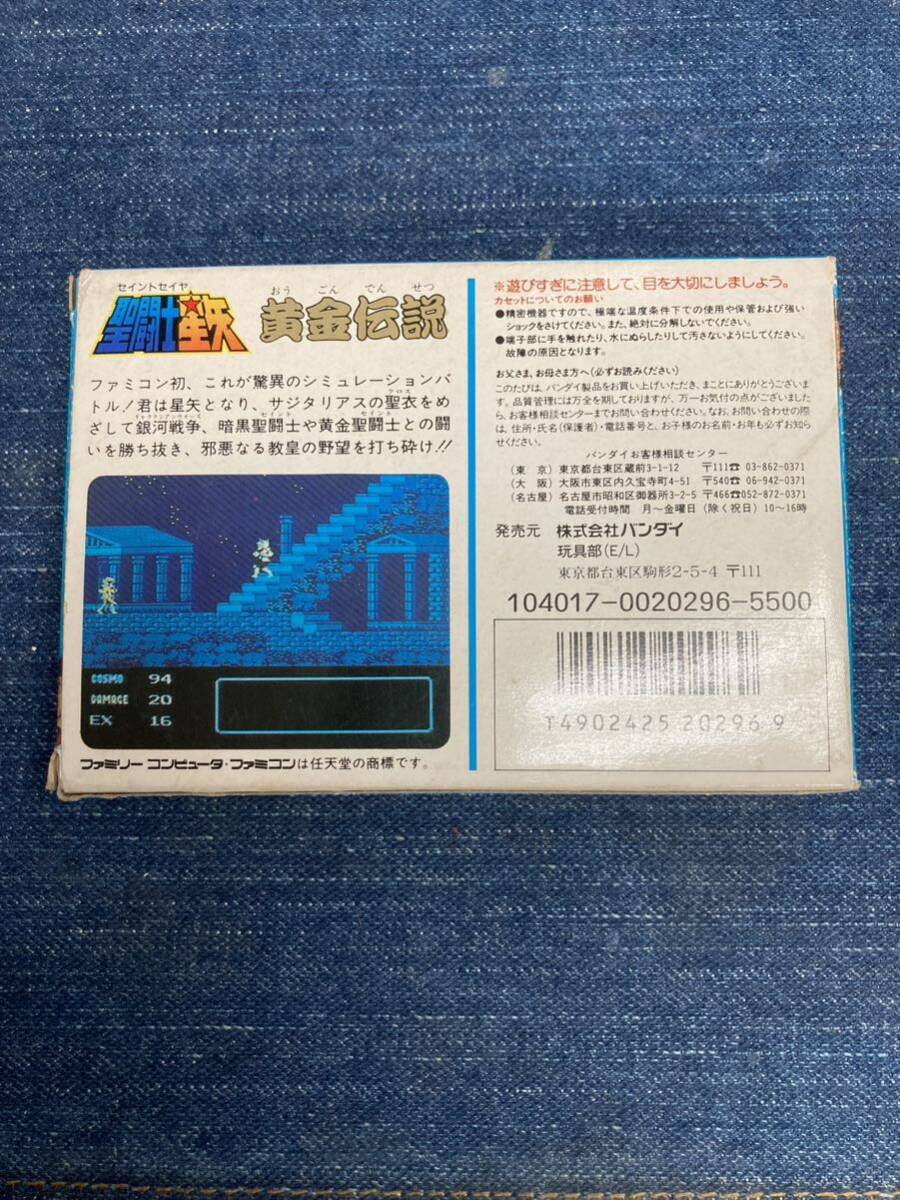 セイントセイヤ
聖闘士星矢
おうごんでんせつ
黄金伝説
ファミコン初、これが驚異のシミュレーションバ
トル!君は星矢となり、サジタリアスの聖衣をめ
ざして銀河戦争、暗黒聖闘士や黄金聖闘士との闘
いを勝ち抜き、邪悪なる教皇の野望を打ち砕け!!
COSMO 94
DAMAGE 20
EX 16
ファミリーコンピュータ・ファミコンは任天堂の商標です。
※遊びすぎに注意して、目を大切にしましょう。
カセットについてのお願い
●精密機器ですので、極端な温度条件下での使用や保管および強い
ショックをさけてください。また、絶対に分解しないでください。
●端子部に手を触れたり、水にぬらしたりして汚さないようにしてください。
故障の原因となります。
お父さま、お母さまへ(必ずお読みください)
このたびは、バンダイ製品をお買い上げいただき、まことにありがとうございま
す。品質管理には万全を期しておりますが、万一お気付の点がございました
ら、お客様相談センターまでお問い合わせください。なお、お問い合わせの際
は、住所・氏名(保護者)・電話番号と、お子様のお名前・お年も必ずお知ら
せください。
バンダイお客様相談センター
(東 京) 東京都台東区蔵前3-1-12 〒111☎ 03-862-0371
(大 阪) 大阪市東区内久宝寺町4-51 〒540☎ 06-942-0371
(名古屋) 名古屋市昭和区御器所3-2-5 〒466☎052-872-0371
電話受付時間 月~金曜日(除く祝日)10~16時
発売元 株式会社バンダイ
玩具部(E/L)
東京都台東区駒形2-5-4 〒111
104017-0020296-5500
T4902425 20296 9